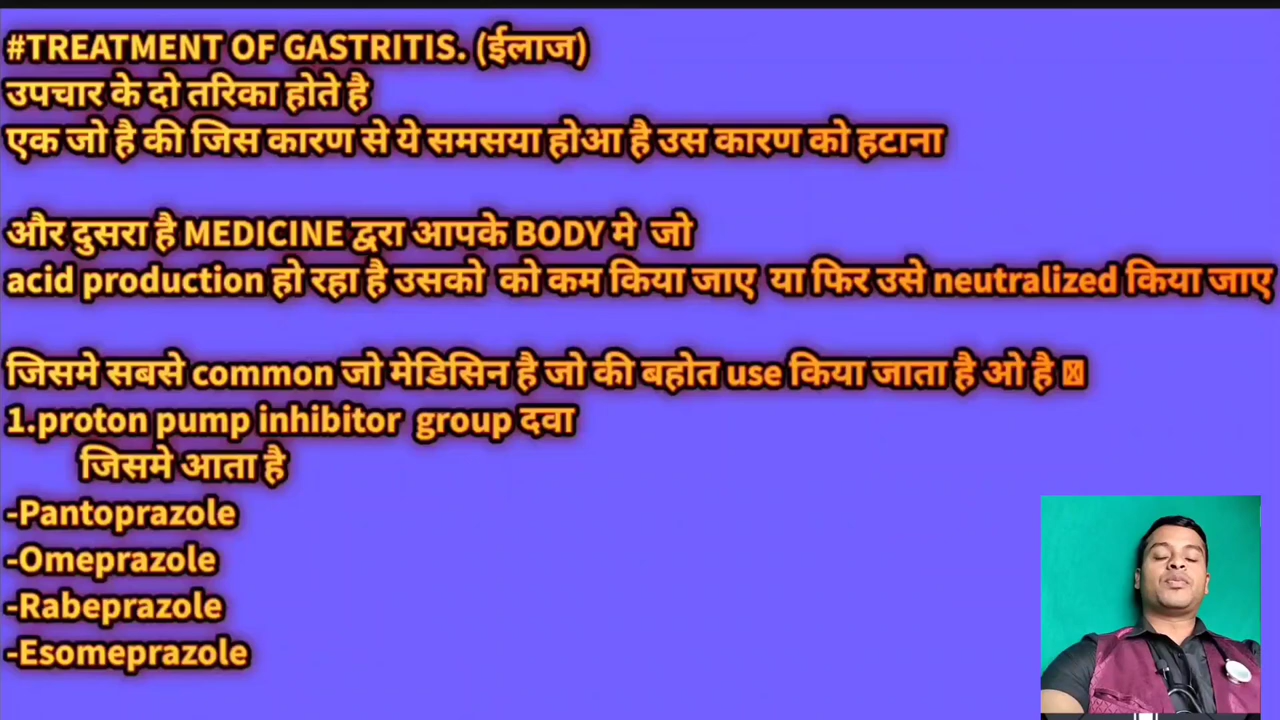 #TREATMENT OF GASTRITIS. (ईलाज)
उपचार के दो तरिका होते है
एक जो है की जिस कारण से ये समसया होआ है उस कारण को हटाना
और दुसरा है MEDICINE द्वरा आपके BODY मे जो
acid production हो रहा है उसको को कम किया जाए या फिर उसे neutralized किया जाए
जिसमे सबसे common जो मेडिसिन है जो की बहोत use किया जाता है ओ है
1.proton pump inhibitor group दवा
जिसमे आता है
-Pantoprazole
-Omeprazole
-Rabeprazole
-Esomeprazole